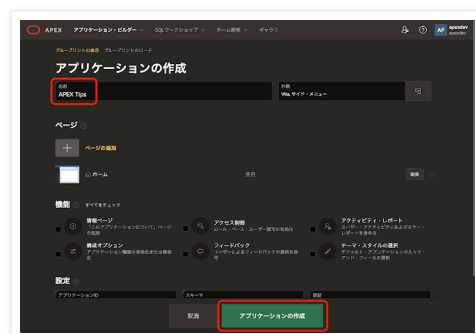 APEX アプリケーション・ビルダー SQLワークショップ チーム開発 ギャラリ AP apexdev
ブループリントの表示 ブループリントのロード
アプリケーションの作成
名前 外観
APEX Tips Vita, サイド・メニュー
ページ
ページの追加
ホーム 空白 編集
機能 すべてをチェック
情報ページ アクセス制御 アクティビティ・レポート
構成オプション フィードバック テーマ・スタイルの選択
設定
アプリケーションID スキーマ 認証
取消 アプリケーションの作成